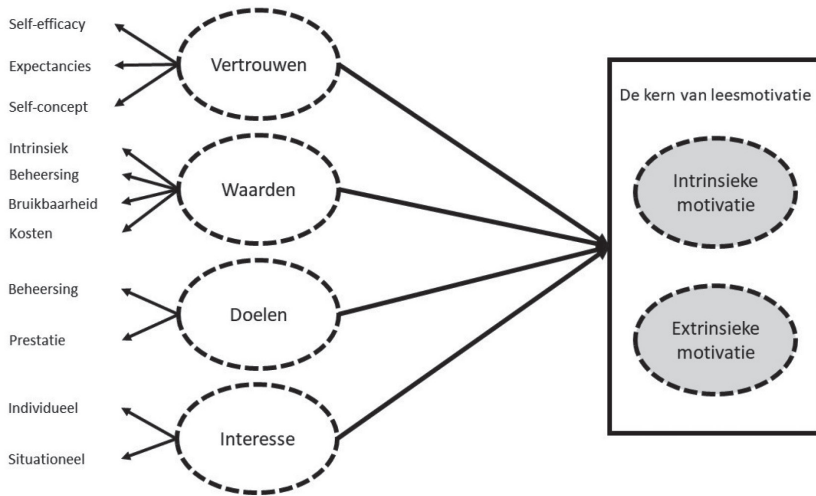 Self-efficacy
Expectancies
Self-concept
Vertrouwen
Intrinsiek
Beheersing
Bruikbaarheid
Kosten
Waarden
Beheersing
Prestatie
Doelen
Individueel
Situationeel
Interesse
De kern van leesmotivatie
Intrinsieke
motivatie
Extrinsieke
motivatie